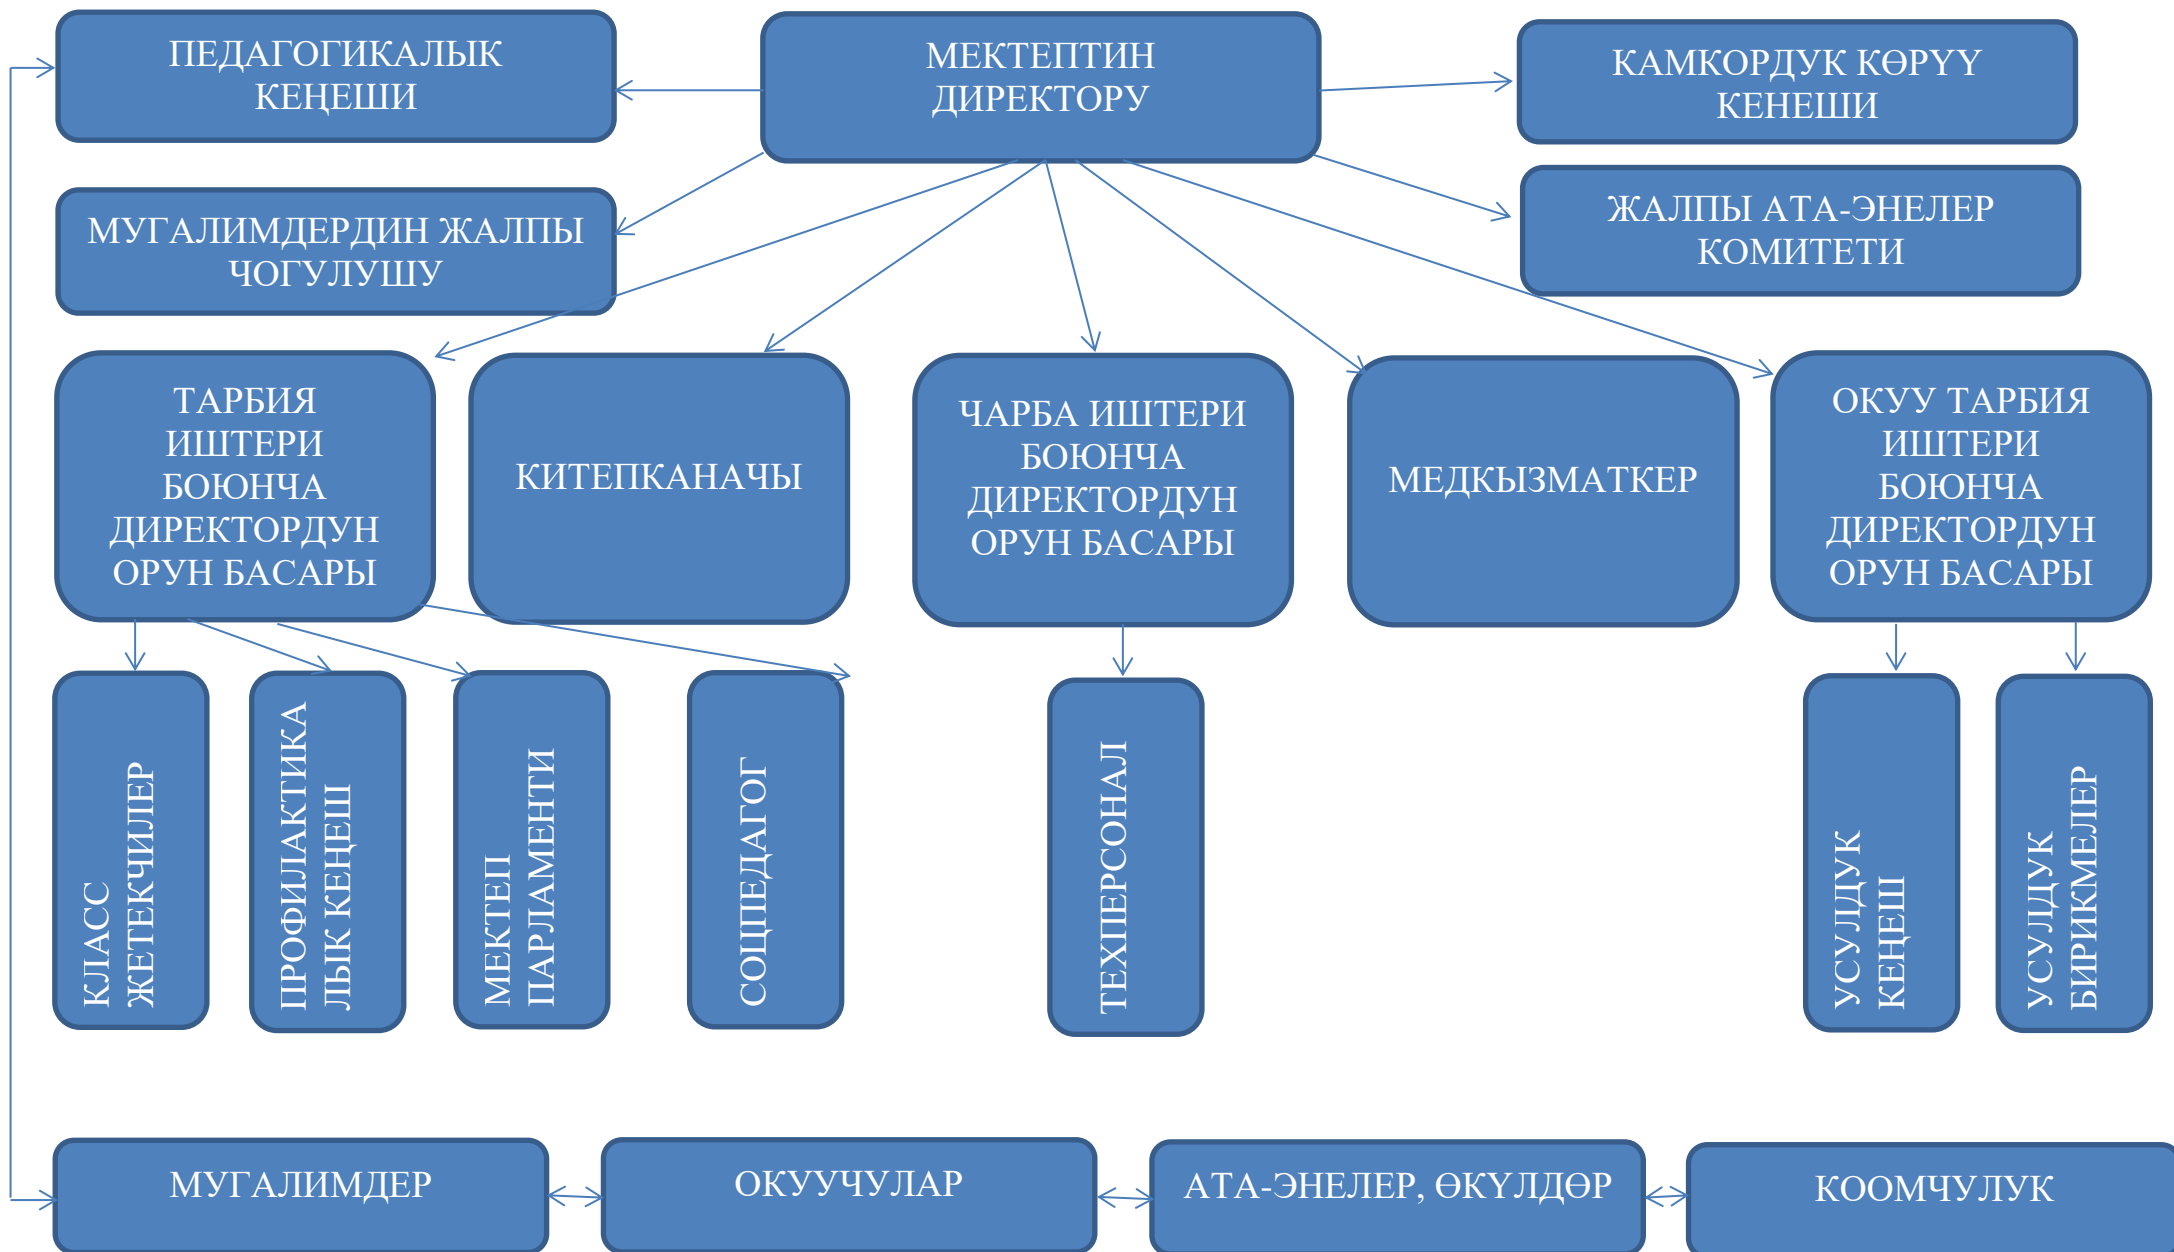 ПЕДАГОГИКАЛЫК
КЕҢЕШИ
МЕКТЕПТИН
ДИРЕКТОРУ
КАМКОРДУК КӨРҮҮ
КЕНЕШИ
МУГАЛИМДЕРДИН ЖАЛПЫ
ЧОГУЛУШУ
ЖАЛПЫ АТА-ЭНЕЛЕР
КОМИТЕТИ
ТАРБИЯ
ИШТЕРИ
БОЮНЧА
ДИРЕКТОРДУН
ОРУН БАСАРЫ
КИТЕПКАНАЧЫ
ЧАРБА ИШТЕРИ
БОЮНЧА
ДИРЕКТОРДУН
ОРУН БАСАРЫ
МЕДКЫЗМАТКЕР
ОКУУ ТАРБИЯ
ИШТЕРИ
БОЮНЧА
ДИРЕКТОРДУН
ОРУН БАСАРЫ
КЛАСС
ЖЕТЕКЧИЛЕР
ПРОФИЛАКТИКА
ЛЫК КЕҢЕШ
МЕКТЕП
ПАРЛАМЕНТИ
СОЦПЕДАГОГ
ТЕХПЕРСОНАЛ
УСУЛДУК
КЕҢЕШ
УСУЛДУК
БИРИКМЕЛЕР
МУГАЛИМДЕР
ОКУУЧУЛАР
АТА-ЭНЕЛЕР, ӨКҮЛДӨР
КООМЧУЛУК